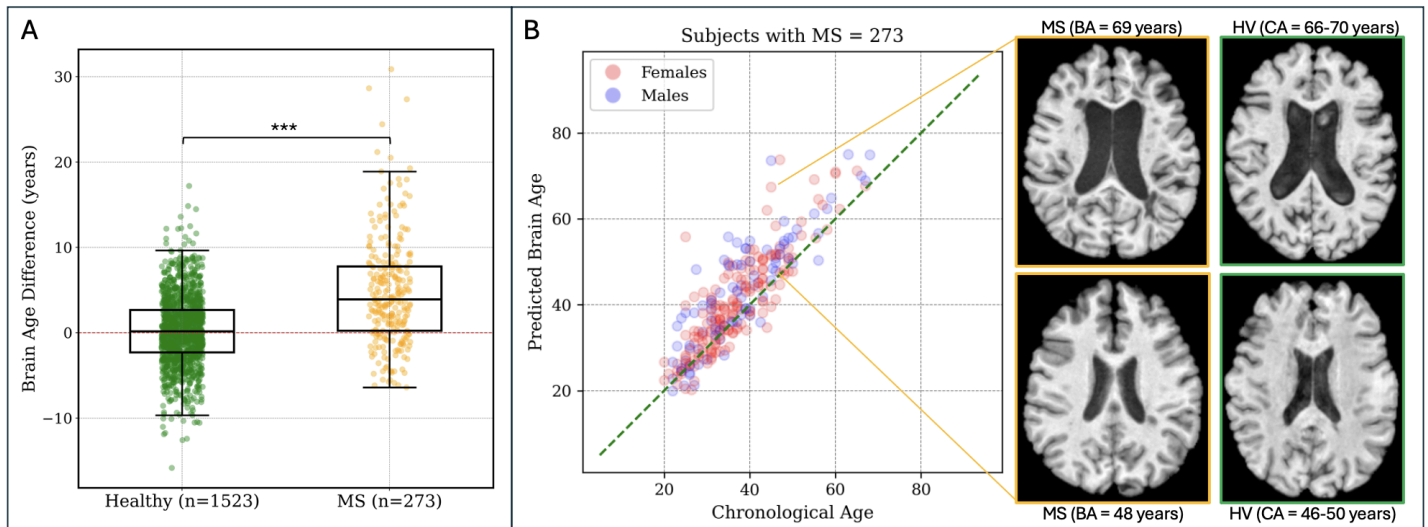 A
Brain Age Difference (years)
30
20
10
0
−10
***
Healthy (n=1523)
MS (n=273)
B
Subjects with MS = 273
Females
Males
Predicted Brain Age
80
60
40
20
20
40
60
80
Chronological Age
MS (BA = 69 years)
HV (CA = 66-70 years)
MS (BA = 48 years)
HV (CA = 46-50 years)